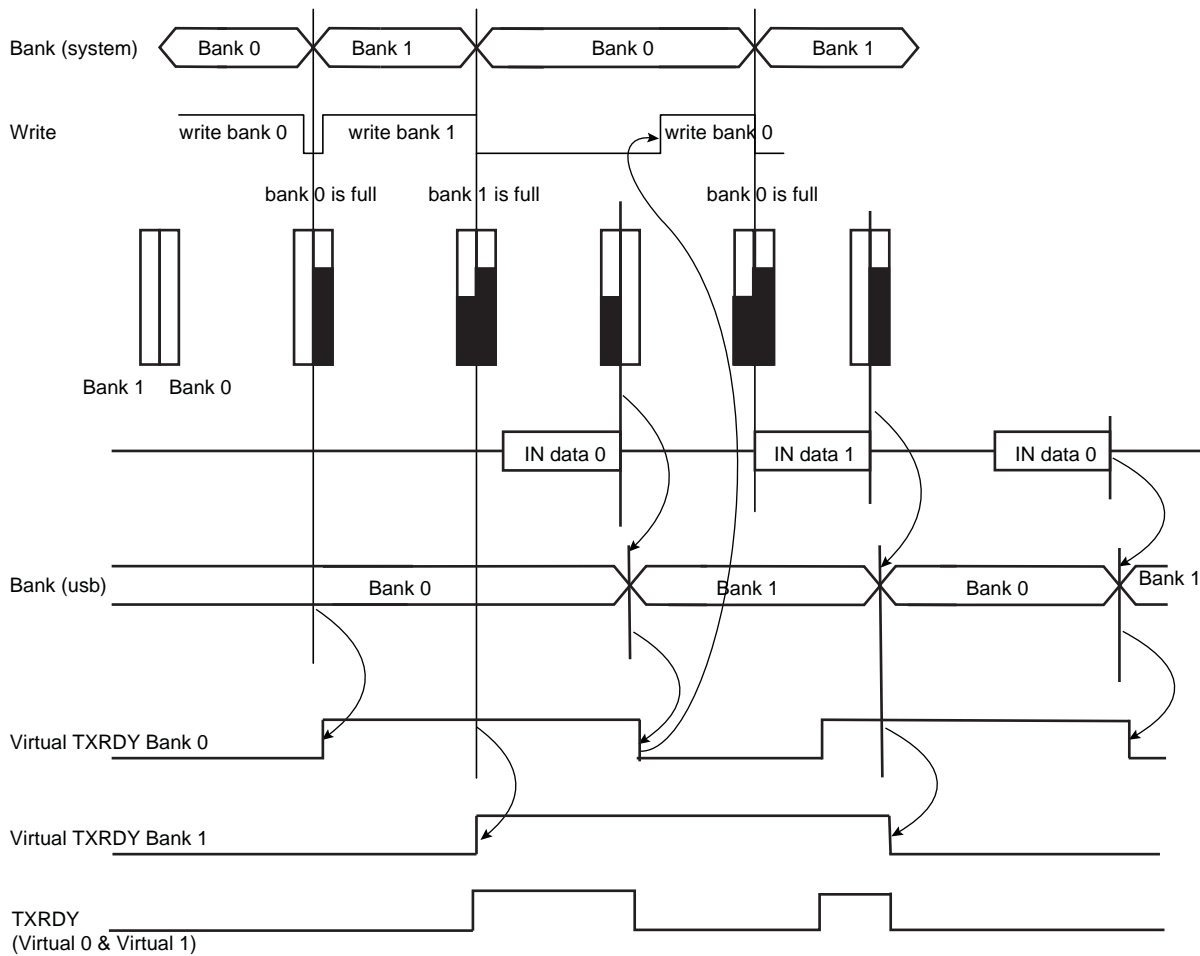 Bank (system)
Bank 0
Bank 1
Bank 0
Bank 1
Write
write bank 0
write bank 1
write bank 0
bank 0 is full
bank 1 is full
bank 0 is full
Bank 1
Bank 0
IN data 0
IN data 1
IN data 0
Bank (usb)
Bank 0
Bank 1
Bank 0
Bank 1
Virtual TXRDY Bank 0
Virtual TXRDY Bank 1
TXRDY
(Virtual 0 & Virtual 1)